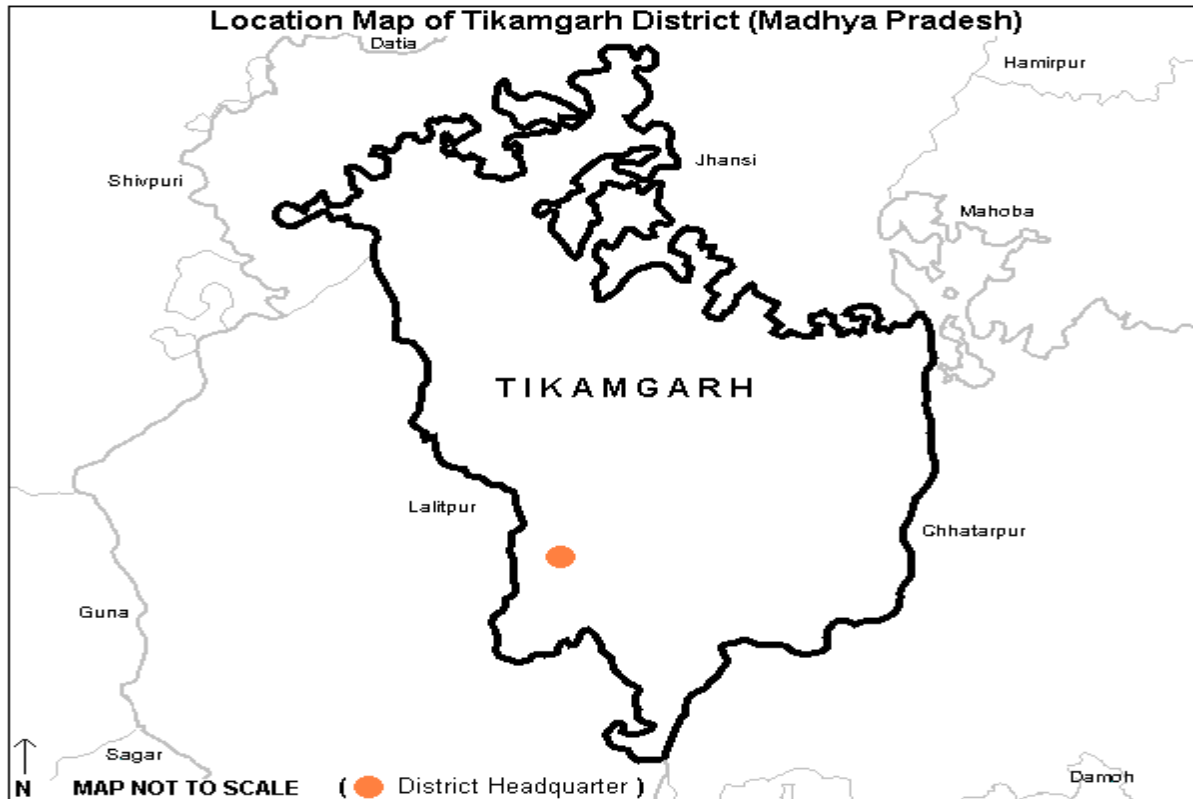 Location Map of Tikamgarh District (Madhya Pradesh)
Datia
Hamirpur
Jhansi
Shivpuri
Mahoba
TIKAMGARH
Lalitpur
Chhatarpur
Guna
Sagar
Damoh
N MAP NOT TO SCALE ( District Headquarter )